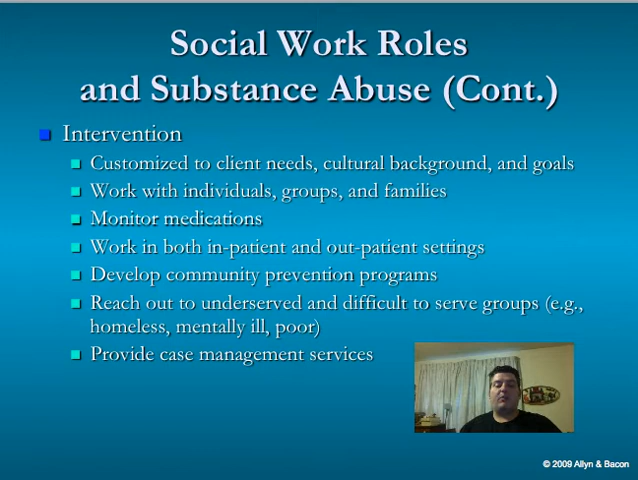 Social Work Roles
and Substance Abuse (Cont.)
Intervention
Customized to client needs, cultural background, and goals
Work with individuals, groups, and families
Monitor medications
Work in both in-patient and out-patient settings
Develop community prevention programs
Reach out to underserved and difficult to serve groups (e.g.,
homeless, mentally ill, poor)
Provide case management services
© 2009 Allyn & Bacon